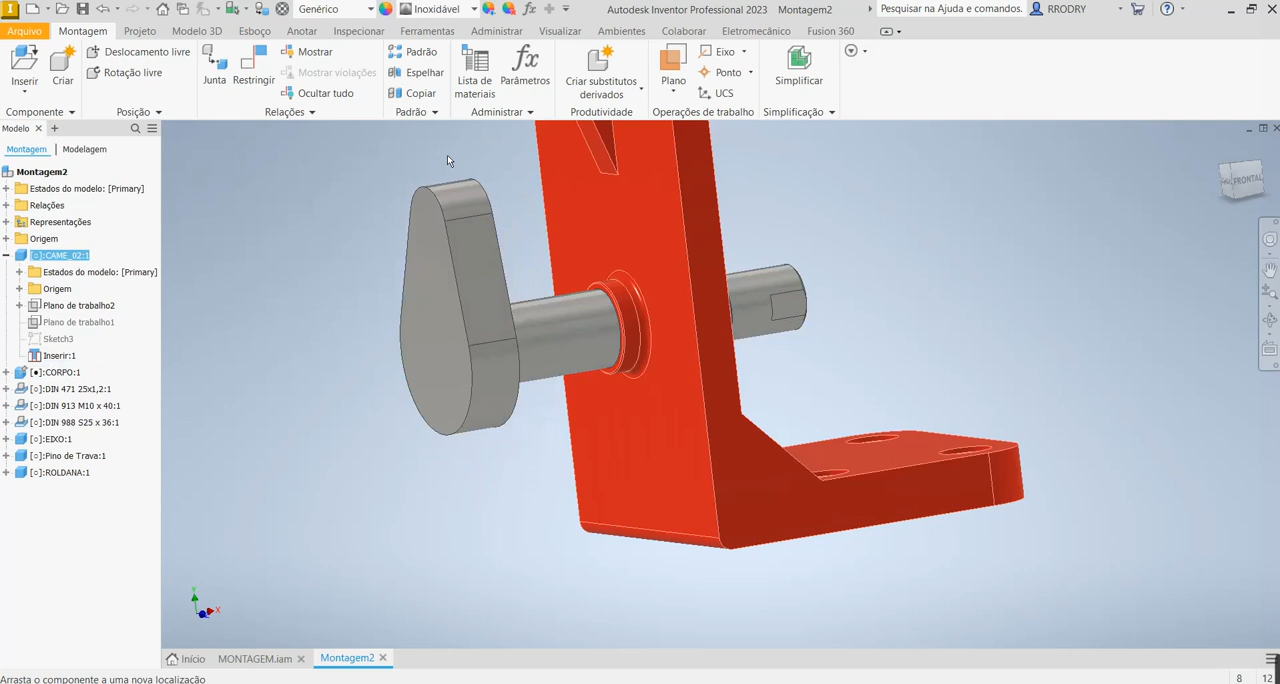 Genérico
Inoxidável
Autodesk Inventor Professional 2023
Montagem2
Pesquisar na Ajuda e comandos.
RRODRY
Arquivo
Montagem
Projeto
Modelo 3D
Esboço
Anotar
Inspecionar
Ferramentas
Administrar
Visualizar
Ambientes
Colaborar
Eletromecânico
Fusion 360
Inserir
Criar
Deslocamento livre
Rotação livre
Junta
Restringir
Mostrar
Mostrar violações
Ocultar tudo
Padrão
Espelhar
Copiar
Lista de
materiais
Parâmetros
Criar substitutos
derivados
Plano
Eixo
Ponto
UCS
Simplificar
Componente
Posição
Relações
Padrão
Administrar
Produtividade
Operações de trabalho
Simplificação
Modelo
Montagem
Modelagem
Montagem2
Estados do modelo: [Primary]
Relações
Representações
Origem
[○]:CAME_02:1
Estados do modelo: [Primary]
Origem
Plano de trabalho2
Plano de trabalho1
Sketch3
Inserir:1
[●]:CORPO:1
[○]:DIN 471 25x1,2:1
[○]:DIN 913 M10 x 40:1
[○]:DIN 988 S25 x 36:1
[○]:EIXO:1
[○]:Pino de Trava:1
[○]:ROLDANA:1
FRONTAL
Y
X
Início
MONTAGEM.iam
Montagem2
Arrasta o componente a uma nova localização
8
12